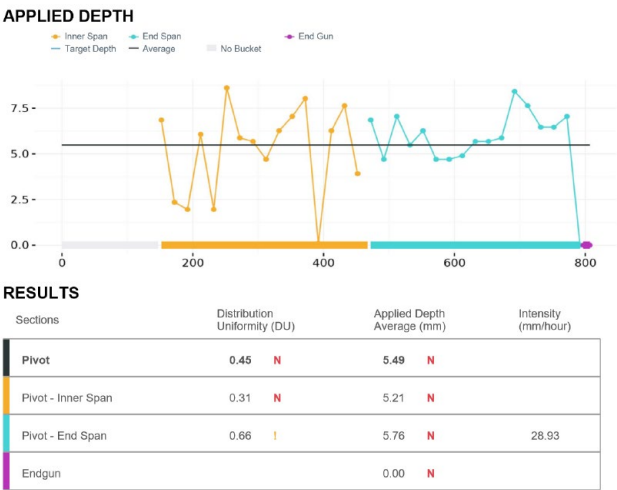 APPLIED DEPTH
Inner Span End Span End Gun
Target Depth Average No Bucket
7.5
5.0
2.5
0.0
0 200 400 600 800
RESULTS
Sections Distribution Uniformity (DU) Applied Depth Average (mm) Intensity (mm/hour)
Pivot 0.45 N 5.49 N
Pivot - Inner Span 0.31 N 5.21 N
Pivot - End Span 0.66 ! 5.76 N 28.93
Endgun 0.00 N